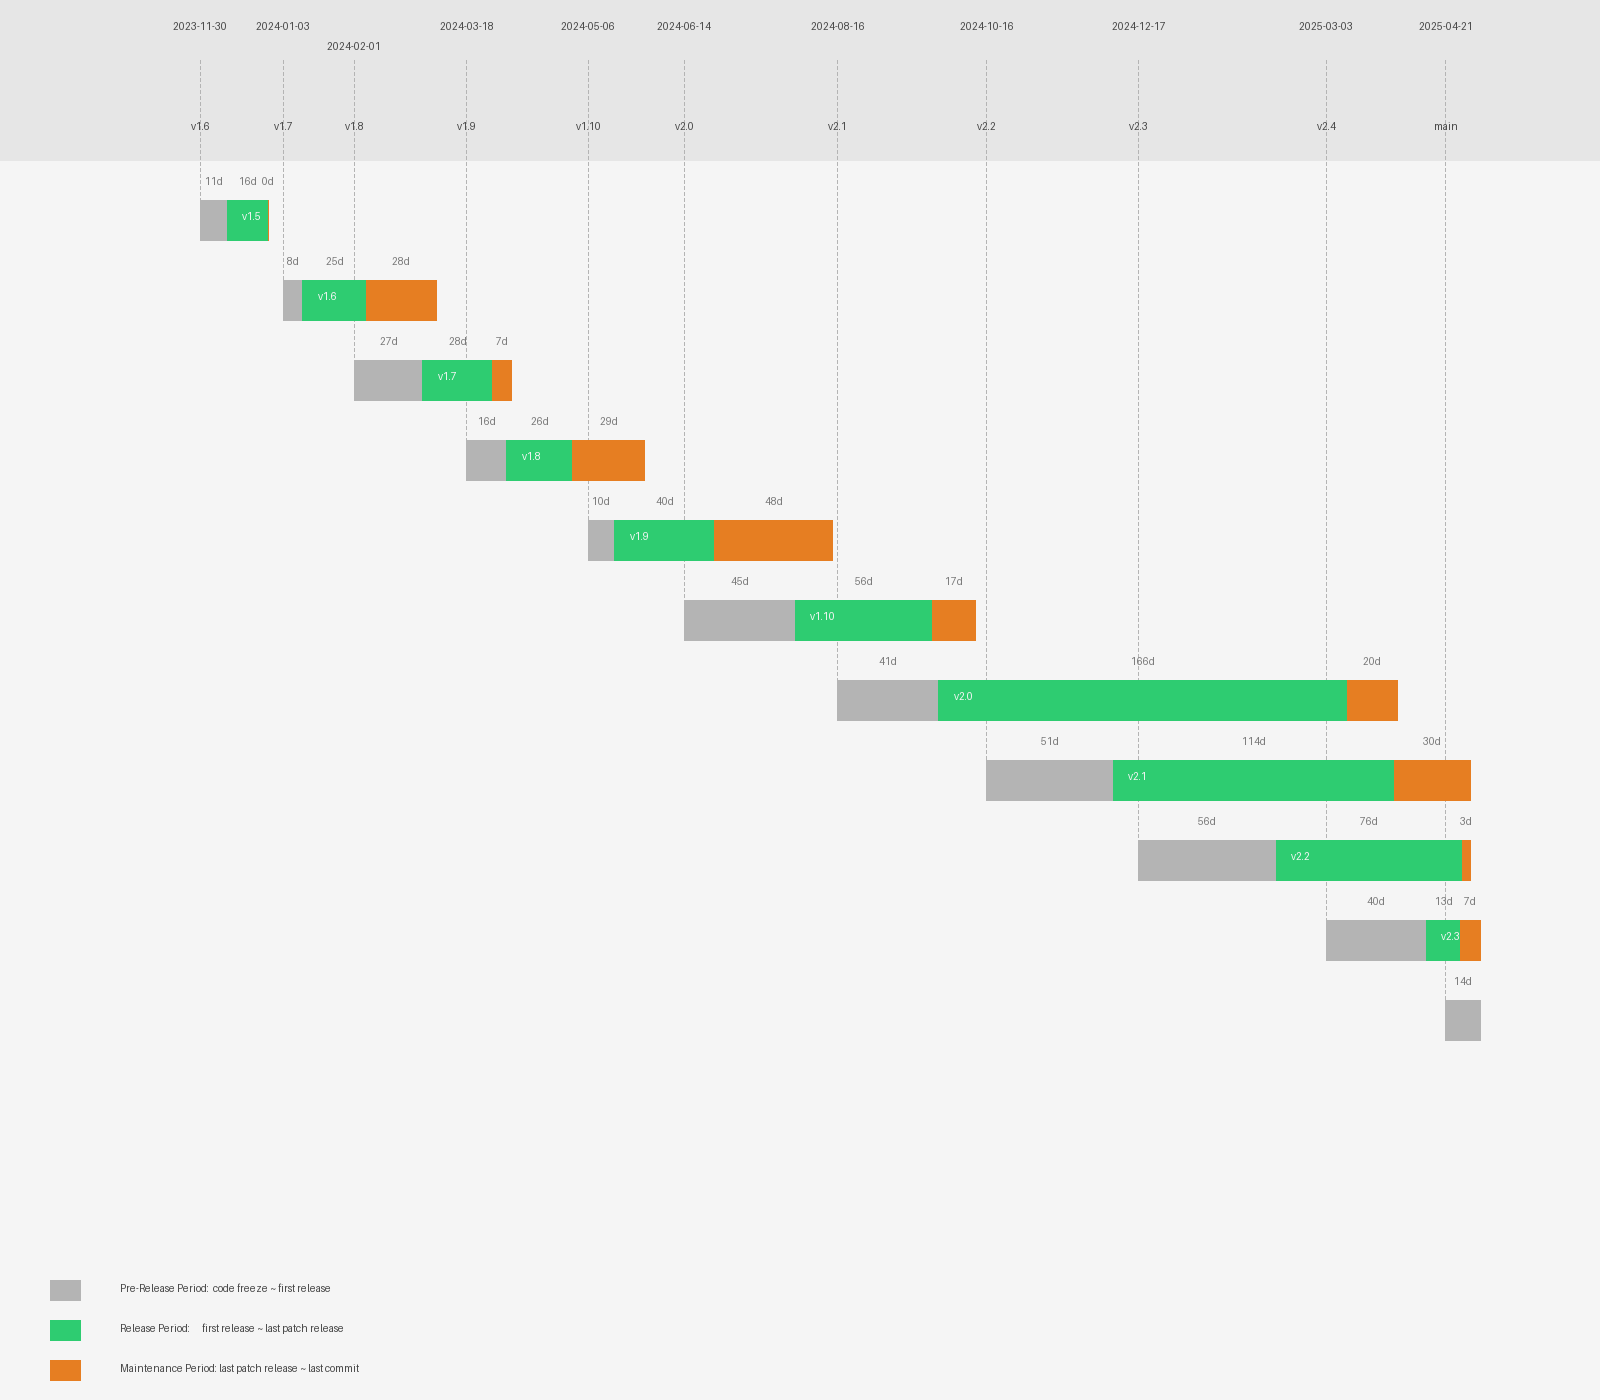 2023-11-30 2024-01-03 2024-03-18 2024-05-06 2024-06-14 2024-08-16 2024-10-16 2024-12-17 2025-03-03 2025-04-21
2024-02-01
v1.6 v1.7 v1.8 v1.9 v1.10 v2.0 v2.1 v2.2 v2.3 v2.4 main
11d 16d 0d
v1.5
8d 25d 28d
v1.6
27d 28d 7d
v1.7
16d 26d 29d
v1.8
10d 40d 48d
v1.9
45d 56d 17d
v1.10
41d 166d 20d
v2.0
51d 114d 30d
v2.1
56d 76d 3d
v2.2
40d 13d 7d
v2.3
14d
Pre-Release Period: code freeze ~ first release
Release Period: first release ~ last patch release
Maintenance Period: last patch release ~ last commit